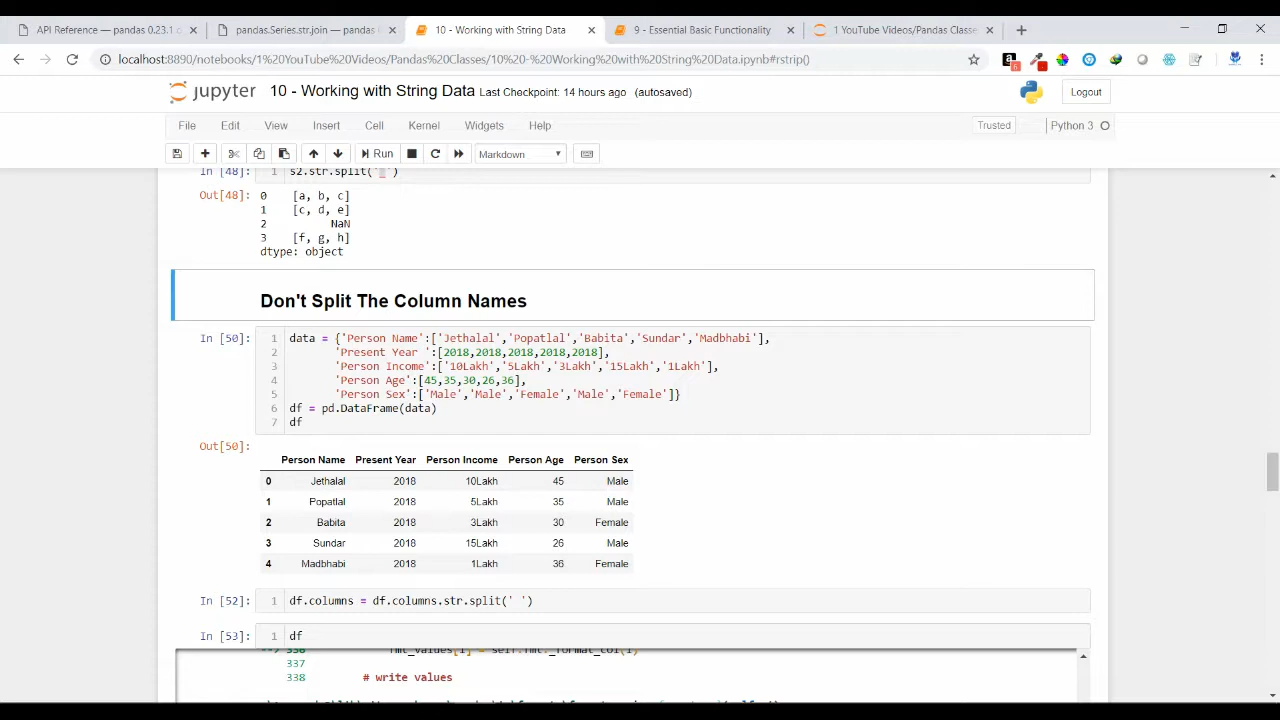 API Reference — pandas 0.23.1 d
pandas.Series.str.join — pandas
10 - Working with String Data
9 - Essential Basic Functionality
1 YouTube Videos/Pandas Classe
localhost:8890/notebooks/1%20YouTube%20Videos/Pandas%20Classes/10%20-%20Working%20with%20String%20Data.ipynb#rstrip()
jupyter 10 - Working with String Data Last Checkpoint: 14 hours ago (autosaved)
Logout
File Edit View Insert Cell Kernel Widgets Help
Trusted
Python 3
Run
Markdown
In [48]: 1 s2.str.split('_')
Out[48]: 0 [a, b, c]
1 [c, d, e]
2 NaN
3 [f, g, h]
dtype: object
Don't Split The Column Names
In [50]: 1 data = {'Person Name':['Jethalal','Popatlal','Babita','Sundar','Madbhabi'],
2 'Present Year ':[2018,2018,2018,2018,2018],
3 'Person Income':['10Lakh','5Lakh','3Lakh','15Lakh','1Lakh'],
4 'Person Age':[45,35,30,26,36],
5 'Person Sex':['Male','Male','Female','Male','Female']}
6 df = pd.DataFrame(data)
7 df
Out[50]:
Person Name Present Year Person Income Person Age Person Sex
0 Jethalal 2018 10Lakh 45 Male
1 Popatlal 2018 5Lakh 35 Male
2 Babita 2018 3Lakh 30 Female
3 Sundar 2018 15Lakh 26 Male
4 Madbhabi 2018 1Lakh 36 Female
In [52]: 1 df.columns = df.columns.str.split(' ')
In [53]: 1 df
337
338 # write values